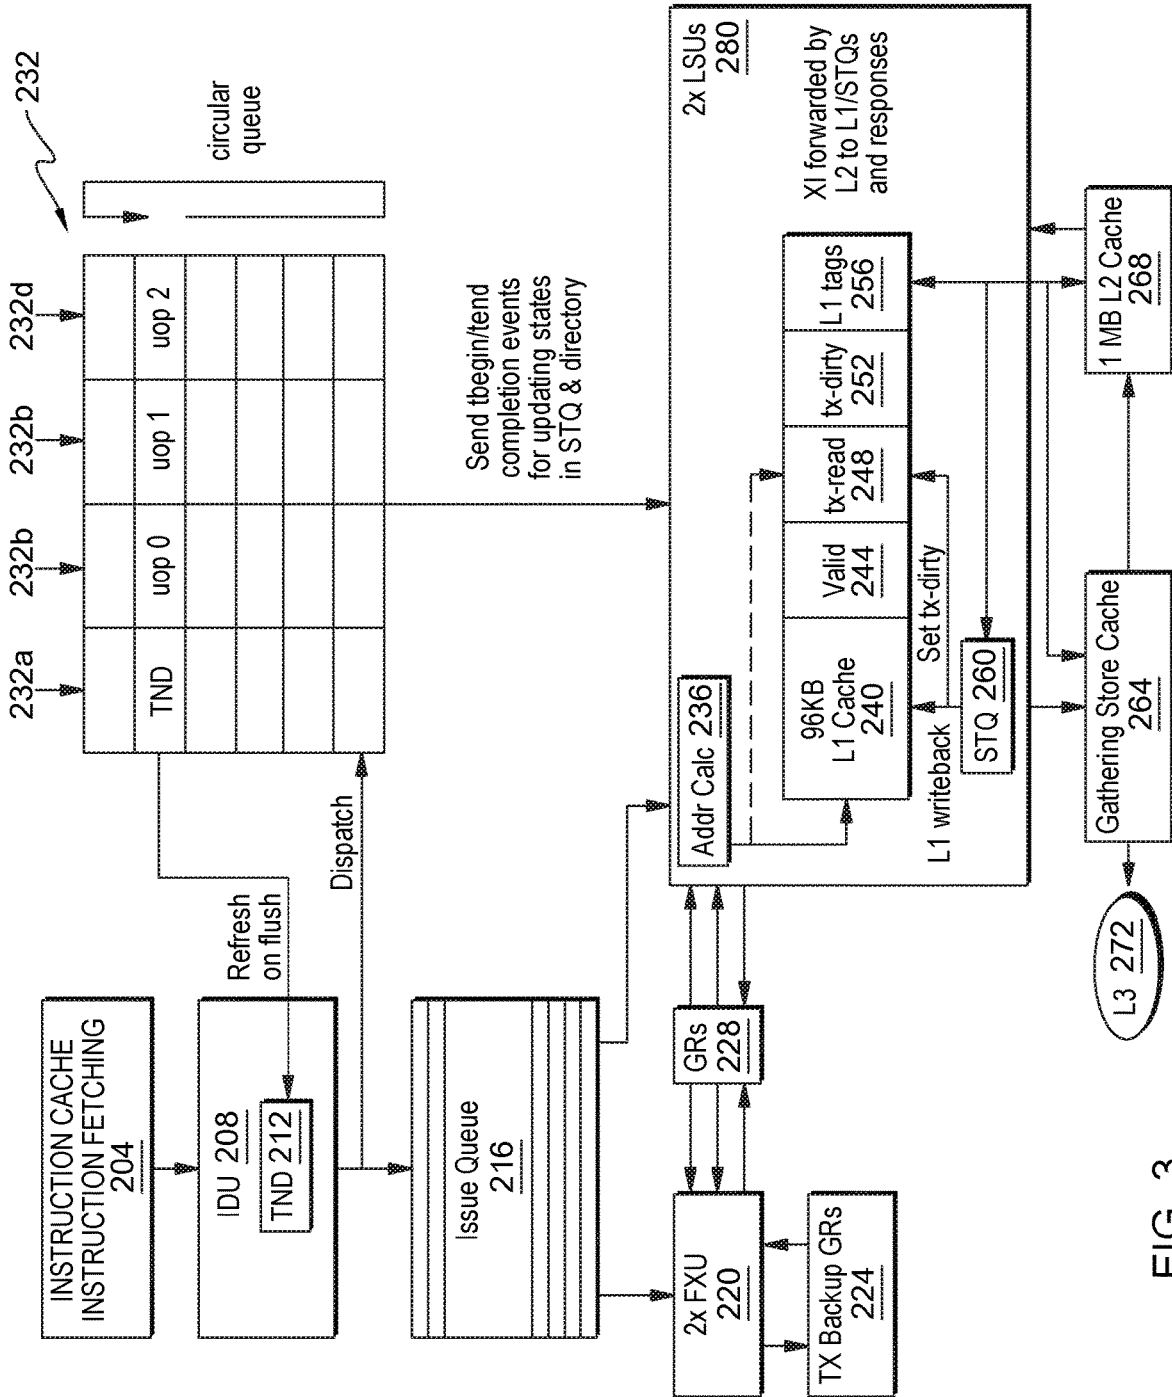 INSTRUCTION CACHE
INSTRUCTION FETCHING
204
IDU 208
TND 212
Refresh
on flush
Dispatch
Issue Queue
216
232
232a
232b
232b
232d
TND
uop 0
uop 1
uop 2
circular
queue
Send tbegin/tend
completion events
for updating states
in STQ & directory
2x FXU
220
TX Backup GRs
224
GRs
228
2x LSUs
280
Addr Calc 236
96KB
L1 Cache
240
Valid
244
tx-read
248
tx-dirty
252
L1 tags
256
XI forwarded by
L2 to L1/STQs
and responses
L1 writeback
Set tx-dirty
STQ 260
L3 272
Gathering Store Cache
264
1 MB L2 Cache
268
FIG. 3